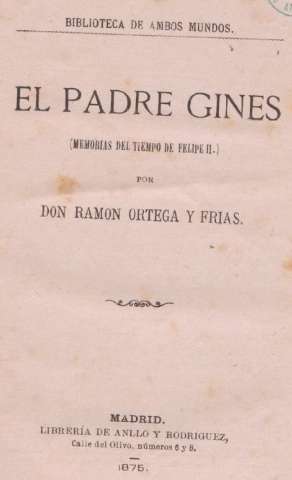 BIBLIOTECA DE AMBOS MUNDOS.
EL PADRE GINES
(MEMORIAS DEL TIEMPO DE FELIPE II.)
POR
DON RAMON ORTEGA Y FRIAS.
MADRID.
LIBRERÍA DE ANLLO Y RODRIGUEZ,
Calle del Olivo, números 6 y 8.
1875.